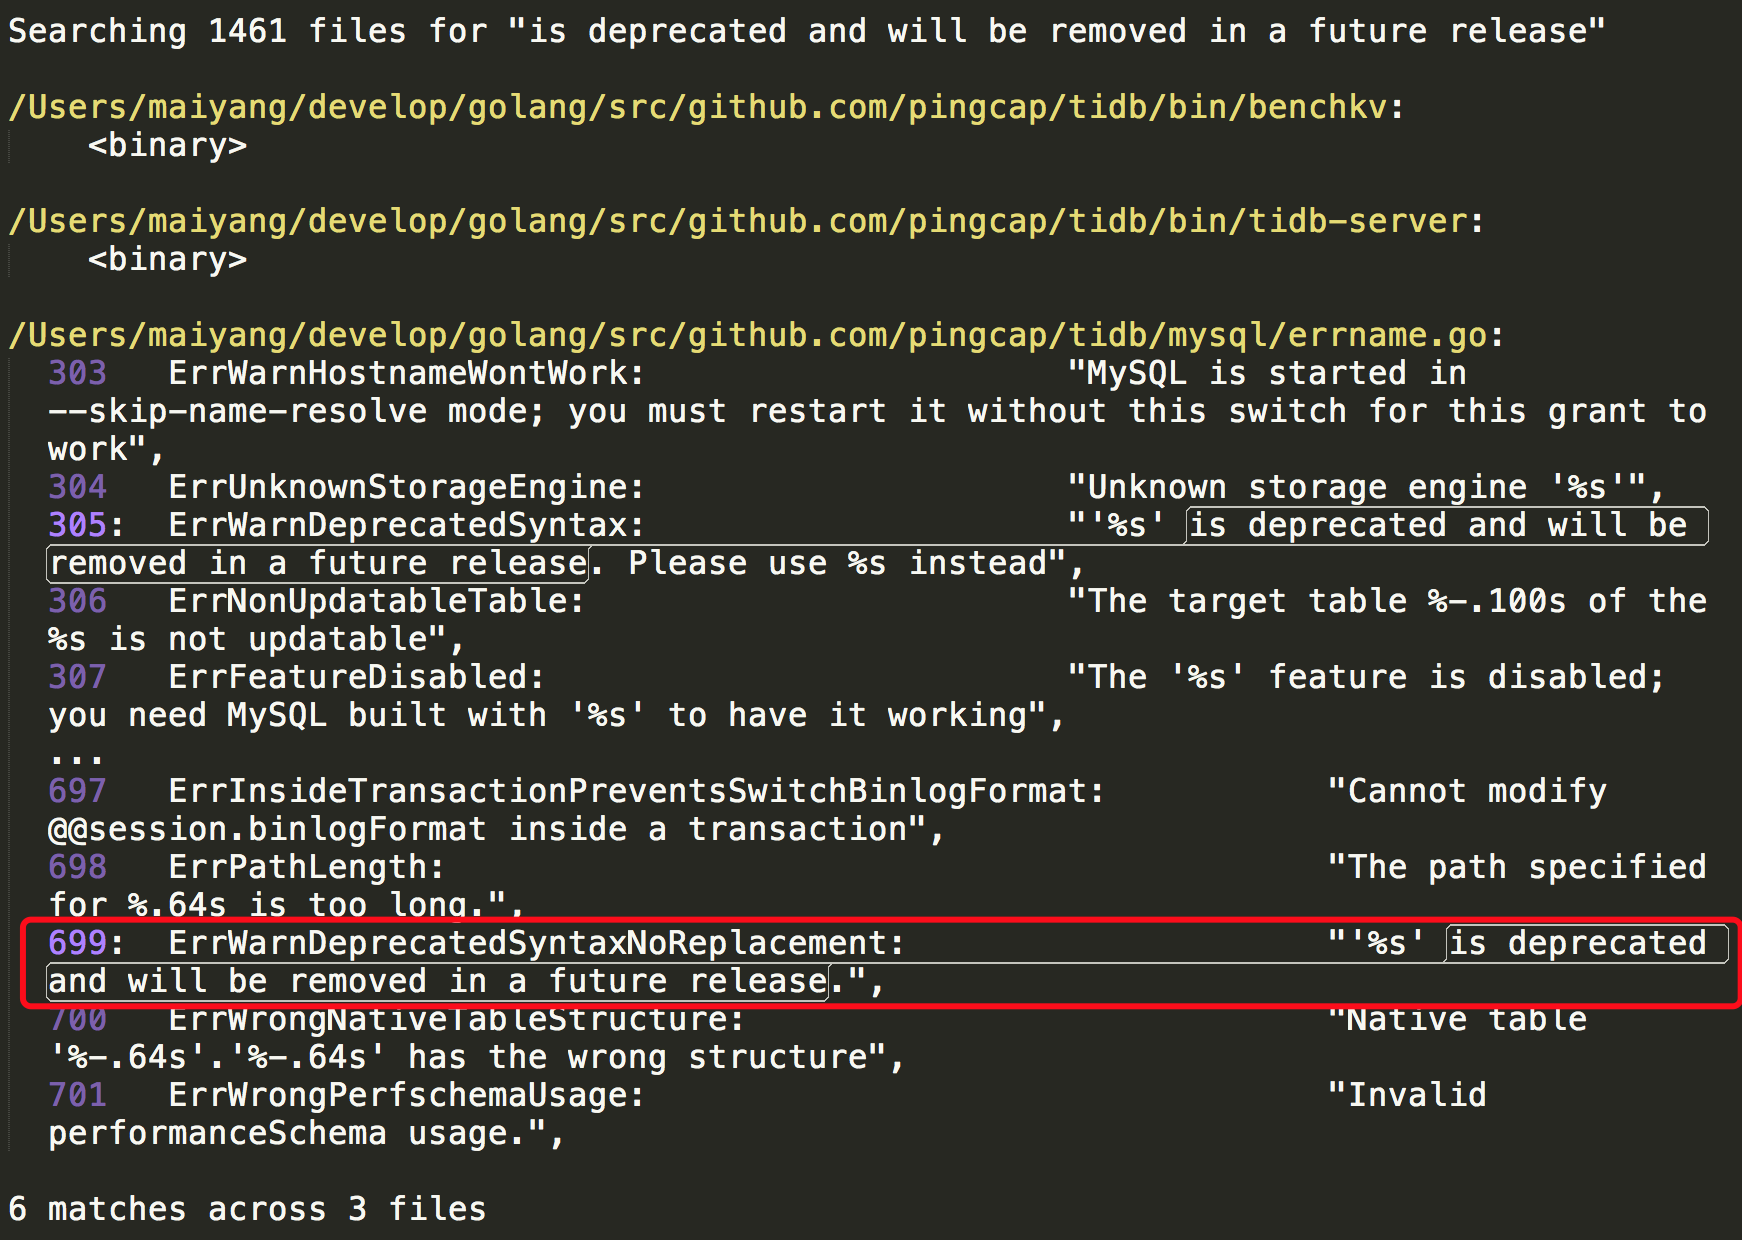 Searching 1461 files for "is deprecated and will be removed in a future release"
/Users/maiyang/develop/golang/src/github.com/pingcap/tidb/bin/benchkv:
<binary>
/Users/maiyang/develop/golang/src/github.com/pingcap/tidb/bin/tidb-server:
<binary>
/Users/maiyang/develop/golang/src/github.com/pingcap/tidb/mysql/errname.go:
303 ErrWarnHostnameWontWork: "MySQL is started in
--skip-name-resolve mode; you must restart it without this switch for this grant to
work",
304 ErrUnknownStorageEngine: "Unknown storage engine '%s'",
305: ErrWarnDeprecatedSyntax: "'%s' is deprecated and will be
removed in a future release. Please use %s instead",
306 ErrNonUpdatableTable: "The target table %-.100s of the
%s is not updatable",
307 ErrFeatureDisabled: "The '%s' feature is disabled;
you need MySQL built with '%s' to have it working",
...
697 ErrInsideTransactionPreventsSwitchBinlogFormat: "Cannot modify
@@session.binlogFormat inside a transaction",
698 ErrPathLength: "The path specified
for %.64s is too long.",
699: ErrWarnDeprecatedSyntaxNoReplacement: "'%s' is deprecated
and will be removed in a future release.",
700 ErrWrongNativeTableStructure: "Native table
'%-.64s'.'%-.64s' has the wrong structure",
701 ErrWrongPerfschemaUsage: "Invalid
performanceSchema usage.",
6 matches across 3 files